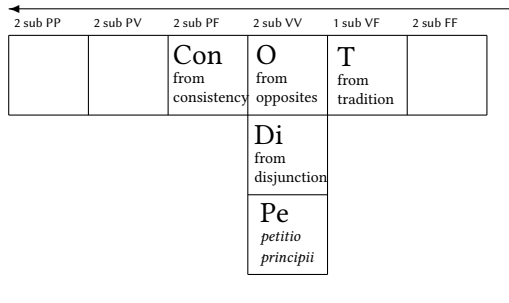 2 sub PP 2 sub PV 2 sub PF 2 sub VV 1 sub VF 2 sub FF
Con O T
from from from
consistency opposites tradition
Di
from
disjunction
Pe
petitio
principii